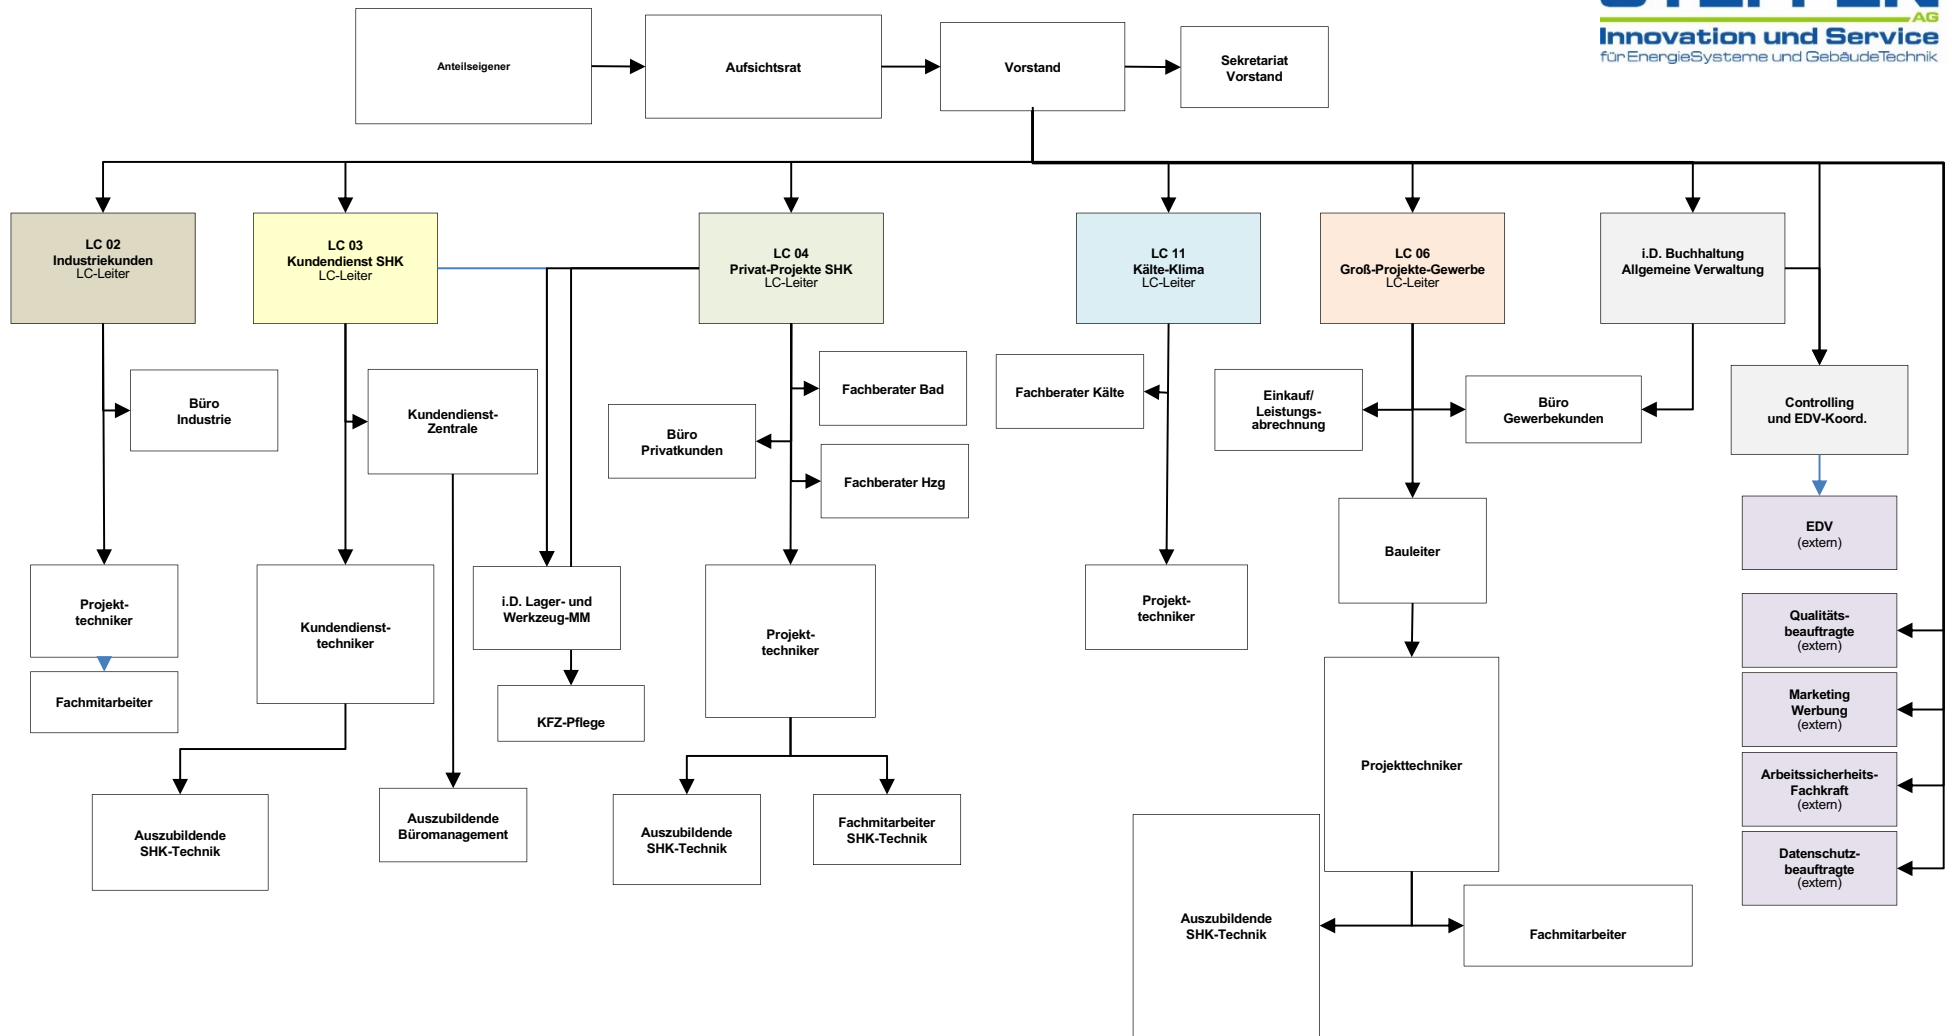 STEFFEN
AG
Innovation und Service
für EnergieSysteme und GebäudeTechnik
Anteilseigener
Aufsichtsrat
Vorstand
Sekretariat
Vorstand
LC 02
Industriekunden
LC-Leiter
LC 03
Kundendienst SHK
LC-Leiter
LC 04
Privat-Projekte SHK
LC-Leiter
LC 11
Kälte-Klima
LC-Leiter
LC 06
Groß-Projekte-Gewerbe
LC-Leiter
i.D. Buchhaltung
Allgemeine Verwaltung
Büro
Industrie
Kundendienst-
Zentrale
Büro
Privatkunden
Fachberater Bad
Fachberater Hzg
Fachberater Kälte
Einkauf/
Leistungs-
abrechnung
Büro
Gewerbekunden
Controlling
und EDV-Koord.
EDV
(extern)
Bauleiter
Projekt-
techniker
Kundendienst-
techniker
i.D. Lager- und
Werkzeug-MM
Projekt-
techniker
Projekt-
techniker
Qualitäts-
beauftragte
(extern)
Fachmitarbeiter
KFZ-Pflege
Marketing
Werbung
(extern)
Projekttechniker
Arbeitssicherheits-
Fachkraft
(extern)
Auszubildende
SHK-Technik
Auszubildende
Büromanagement
Auszubildende
SHK-Technik
Fachmitarbeiter
SHK-Technik
Datenschutz-
beauftragte
(extern)
Auszubildende
SHK-Technik
Fachmitarbeiter